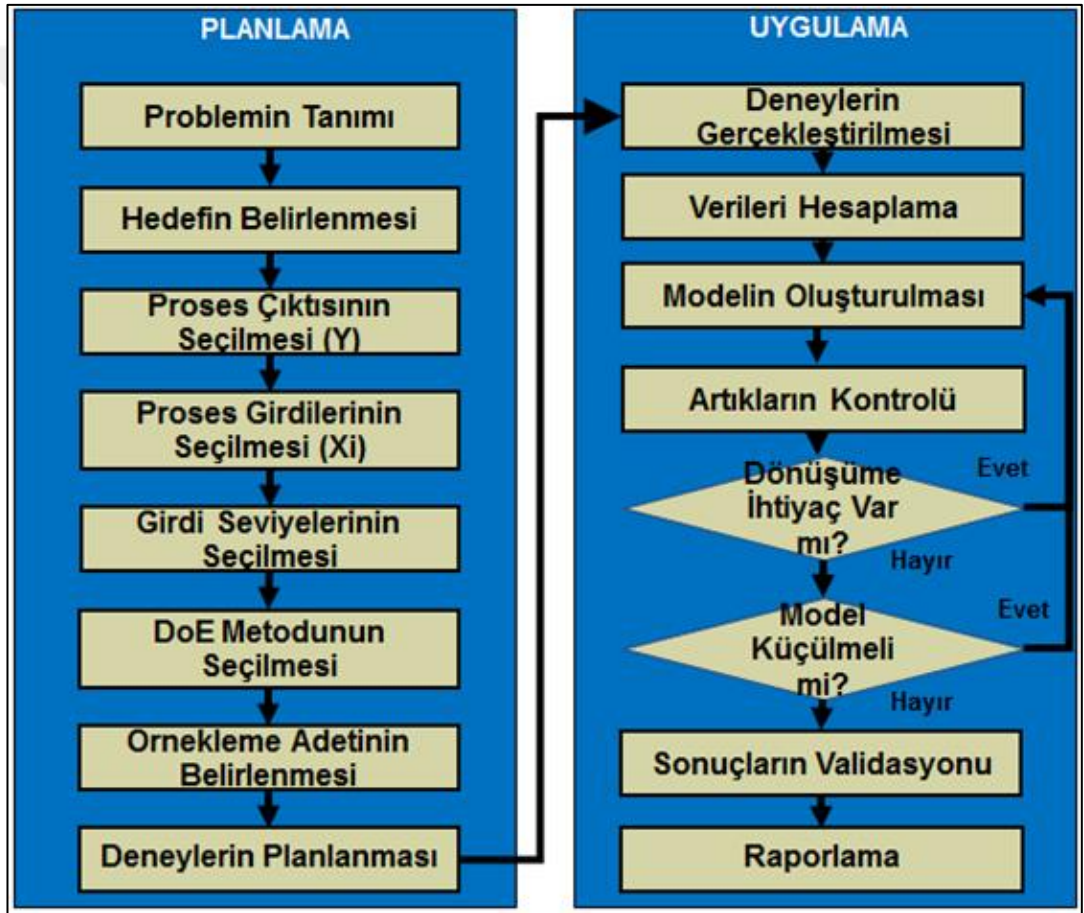 PLANLAMA
Problemin Tanımı
Hedefin Belirlenmesi
Proses Çıktısının
Seçilmesi (Y)
Proses Girdilerinin
Seçilmesi (Xi)
Girdi Seviyelerinin
Seçilmesi
DoE Metodunun
Seçilmesi
Ornekleme Adetinin
Belirlenmesi
Deneylerin Planlanması
UYGULAMA
Deneylerin
Gerçekleştirilmesi
Verileri Hesaplama
Modelin Oluşturulması
Artıkların Kontrolü
Dönüşüme
İhtiyaç Var
mı?
Evet
Hayır
Model
Küçülmeli
mi?
Evet
Hayır
Sonuçların Validasyonu
Raporlama